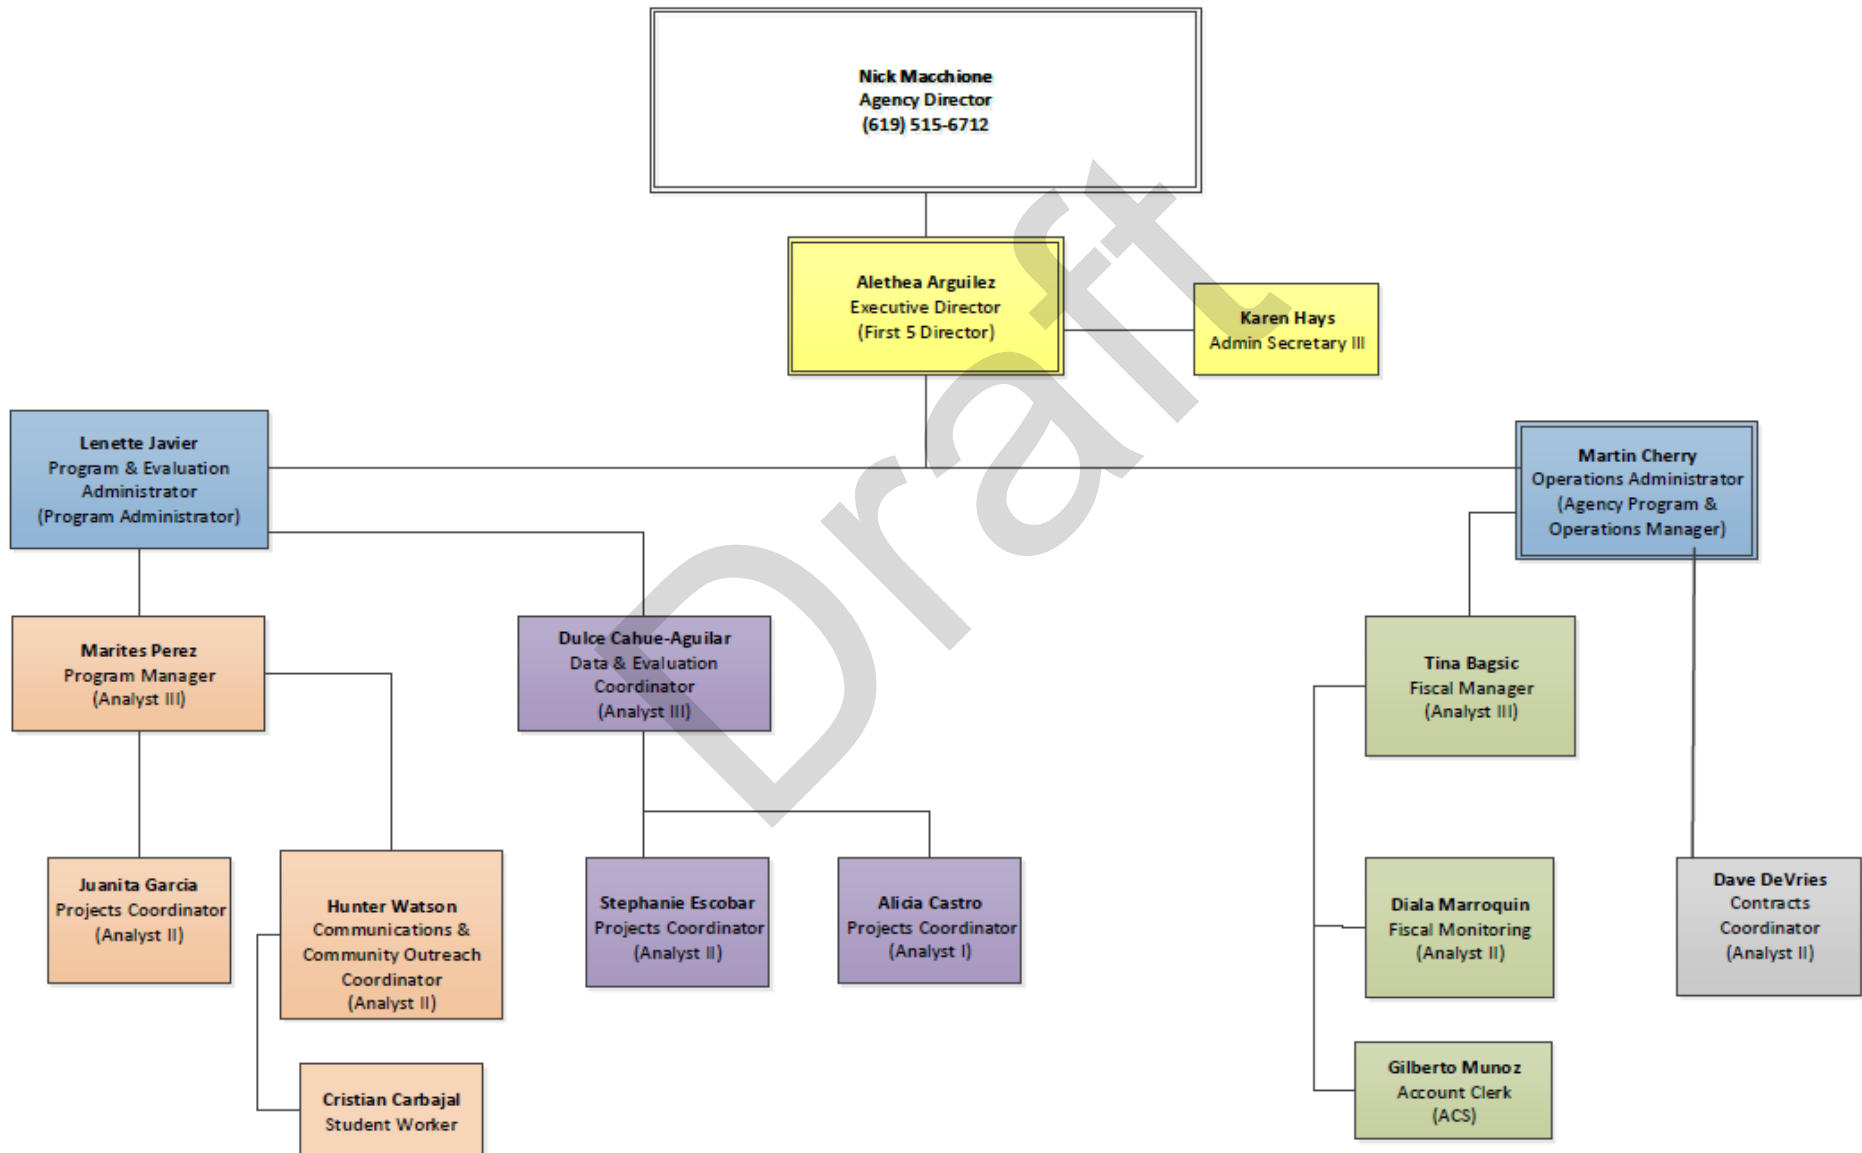 Nick Macchione
Agency Director
(619) 515-6712
Alethea Arguilez
Executive Director
(First 5 Director)
Karen Hays
Admin Secretary III
Lenette Javier
Program & Evaluation
Administrator
(Program Administrator)
Martin Cherry
Operations Administrator
(Agency Program &
Operations Manager)
Marites Perez
Program Manager
(Analyst III)
Dulce Cahue-Aguilar
Data & Evaluation
Coordinator
(Analyst III)
Tina Bagsic
Fiscal Manager
(Analyst III)
Juanita Garcia
Projects Coordinator
(Analyst II)
Hunter Watson
Communications &
Community Outreach
Coordinator
(Analyst II)
Stephanie Escobar
Projects Coordinator
(Analyst II)
Alicia Castro
Projects Coordinator
(Analyst I)
Diala Marroquin
Fiscal Monitoring
(Analyst II)
Dave DeVries
Contracts
Coordinator
(Analyst II)
Cristian Carbajal
Student Worker
Gilberto Munoz
Account Clerk
(ACS)
Draft